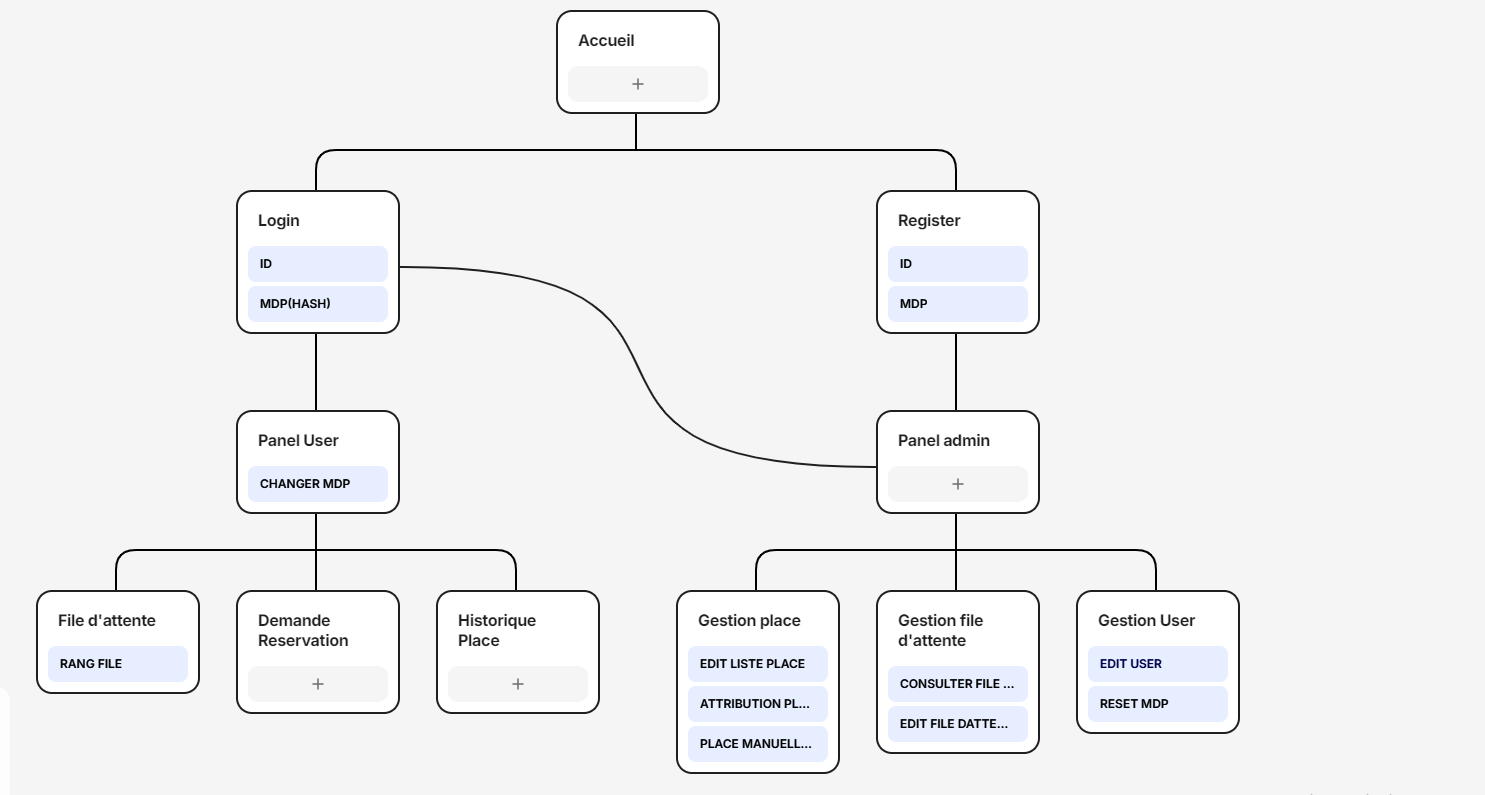 Accueil
Login
ID
MDP(HASH)
Register
ID
MDP
Panel User
CHANGER MDP
Panel admin
File d'attente
RANG FILE
Demande
Reservation
Historique
Place
Gestion place
EDIT LISTE PLACE
ATTRIBUTION PL...
PLACE MANUELL...
Gestion file
d'attente
CONSULTER FILE ...
EDIT FILE DATTE...
Gestion User
EDIT USER
RESET MDP